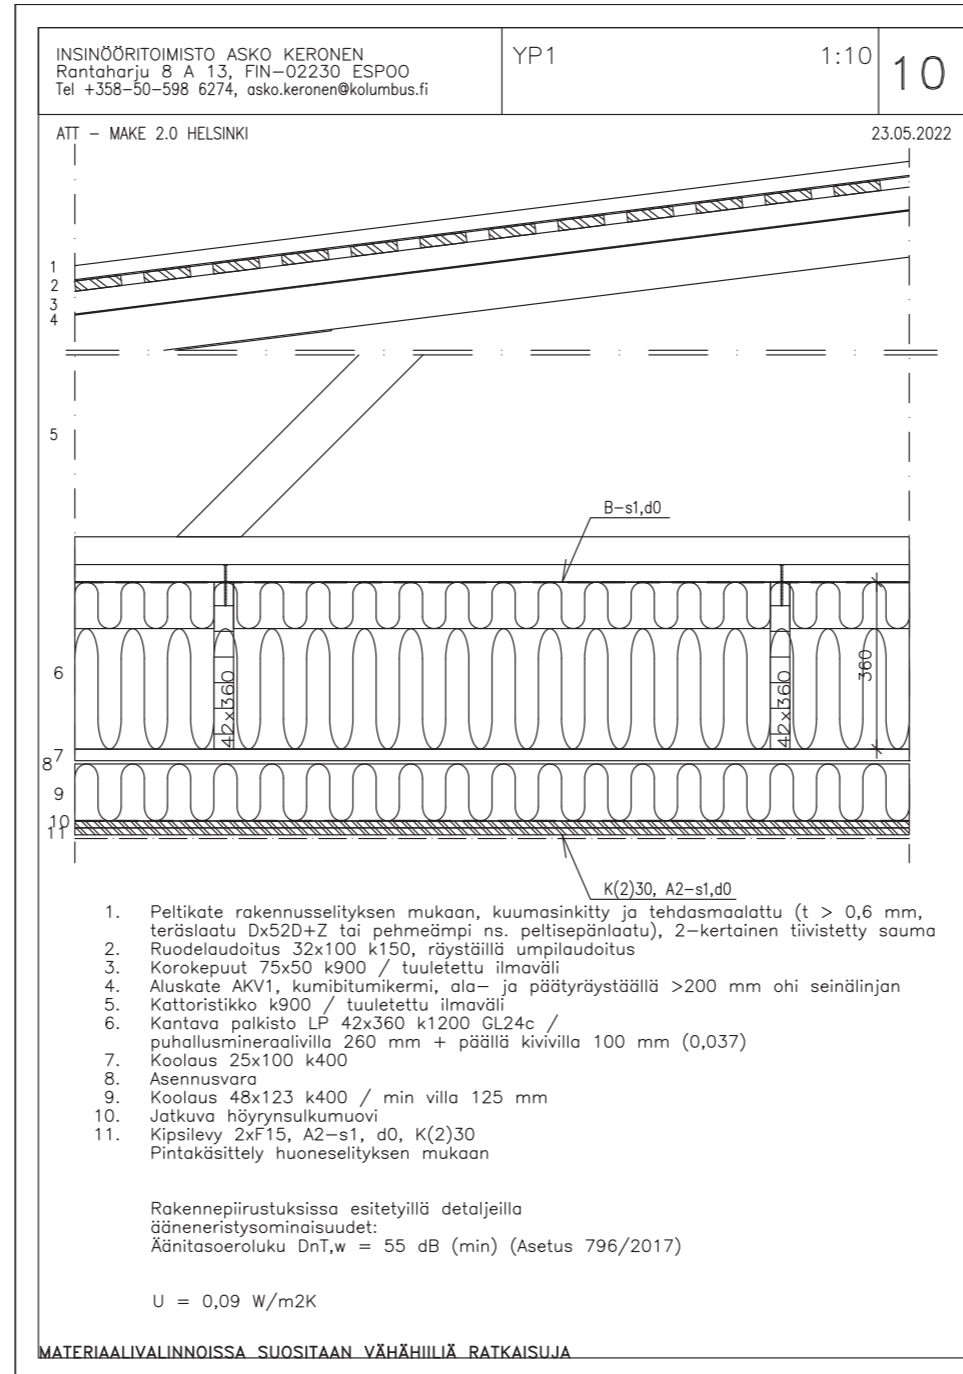 INSINÖÖRITOIMISTO ASKO KERONEN
Rantaharju 8 A 13, FIN-02230 ESPOO
Tel +358-50-598 6274, asko.keronen@kolumbus.fi
YP1
1:10
10
ATT - MAKE 2.0 HELSINKI
23.05.2022
1
2
3
4
5
B-s1,d0
6
42x360
42x360
360
7
8
9
10
11
K(2)30, A2-s1,d0
1. Peltikate rakennusselityksen mukaan, kuumasinkitty ja tehdasmaalattu (t > 0,6 mm,
teräslaatu Dx52D+Z tai pehmeämpi ns. peltisepänlaatu), 2-kertainen tiivistetty sauma
2. Ruodelaudoitus 32x100 k150, räystäillä umpilaudoitus
3. Korokepuut 75x50 k900 / tuuletettu ilmaväli
4. Aluskate AKV1, kumibitumikermi, ala- ja päätyräystäällä >200 mm ohi seinälinjan
5. Kattoristikko k900 / tuuletettu ilmaväli
6. Kantava palkisto LP 42x360 k1200 GL24c /
puhallusmineraalivilla 260 mm + päällä kivivilla 100 mm (0,037)
7. Koolaus 25x100 k400
8. Asennusvara
9. Koolaus 48x123 k400 / min villa 125 mm
10. Jatkuva höyrynsulkumuovi
11. Kipsilevy 2xF15, A2-s1, d0, K(2)30
Pintakäsittely huoneselityksen mukaan
Rakennepiirustuksissa esitetyillä detaljeilla
ääneneristysominaisuudet:
Äänitasoeroluku DnT,w = 55 dB (min) (Asetus 796/2017)
U = 0,09 W/m2K
MATERIAALIVALINNOISSA SUOSITAAN VÄHÄHIILIÄ RATKAISUJA